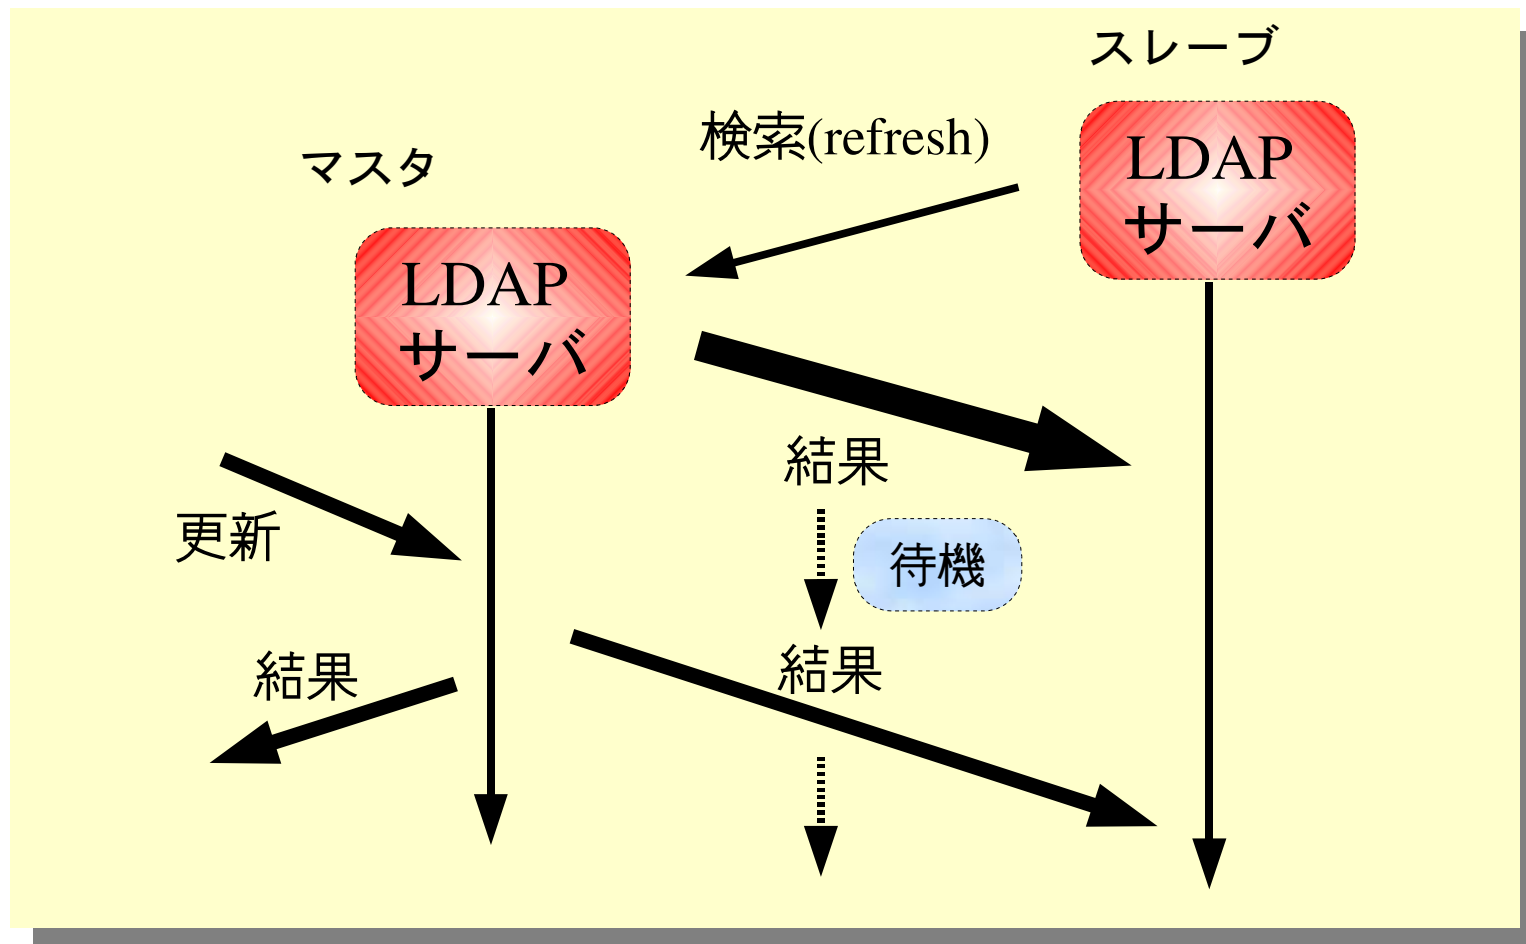 スレーブ
検索(refresh)
LDAP
サーバ
マスタ
LDAP
サーバ
結果
更新
待機
結果
結果